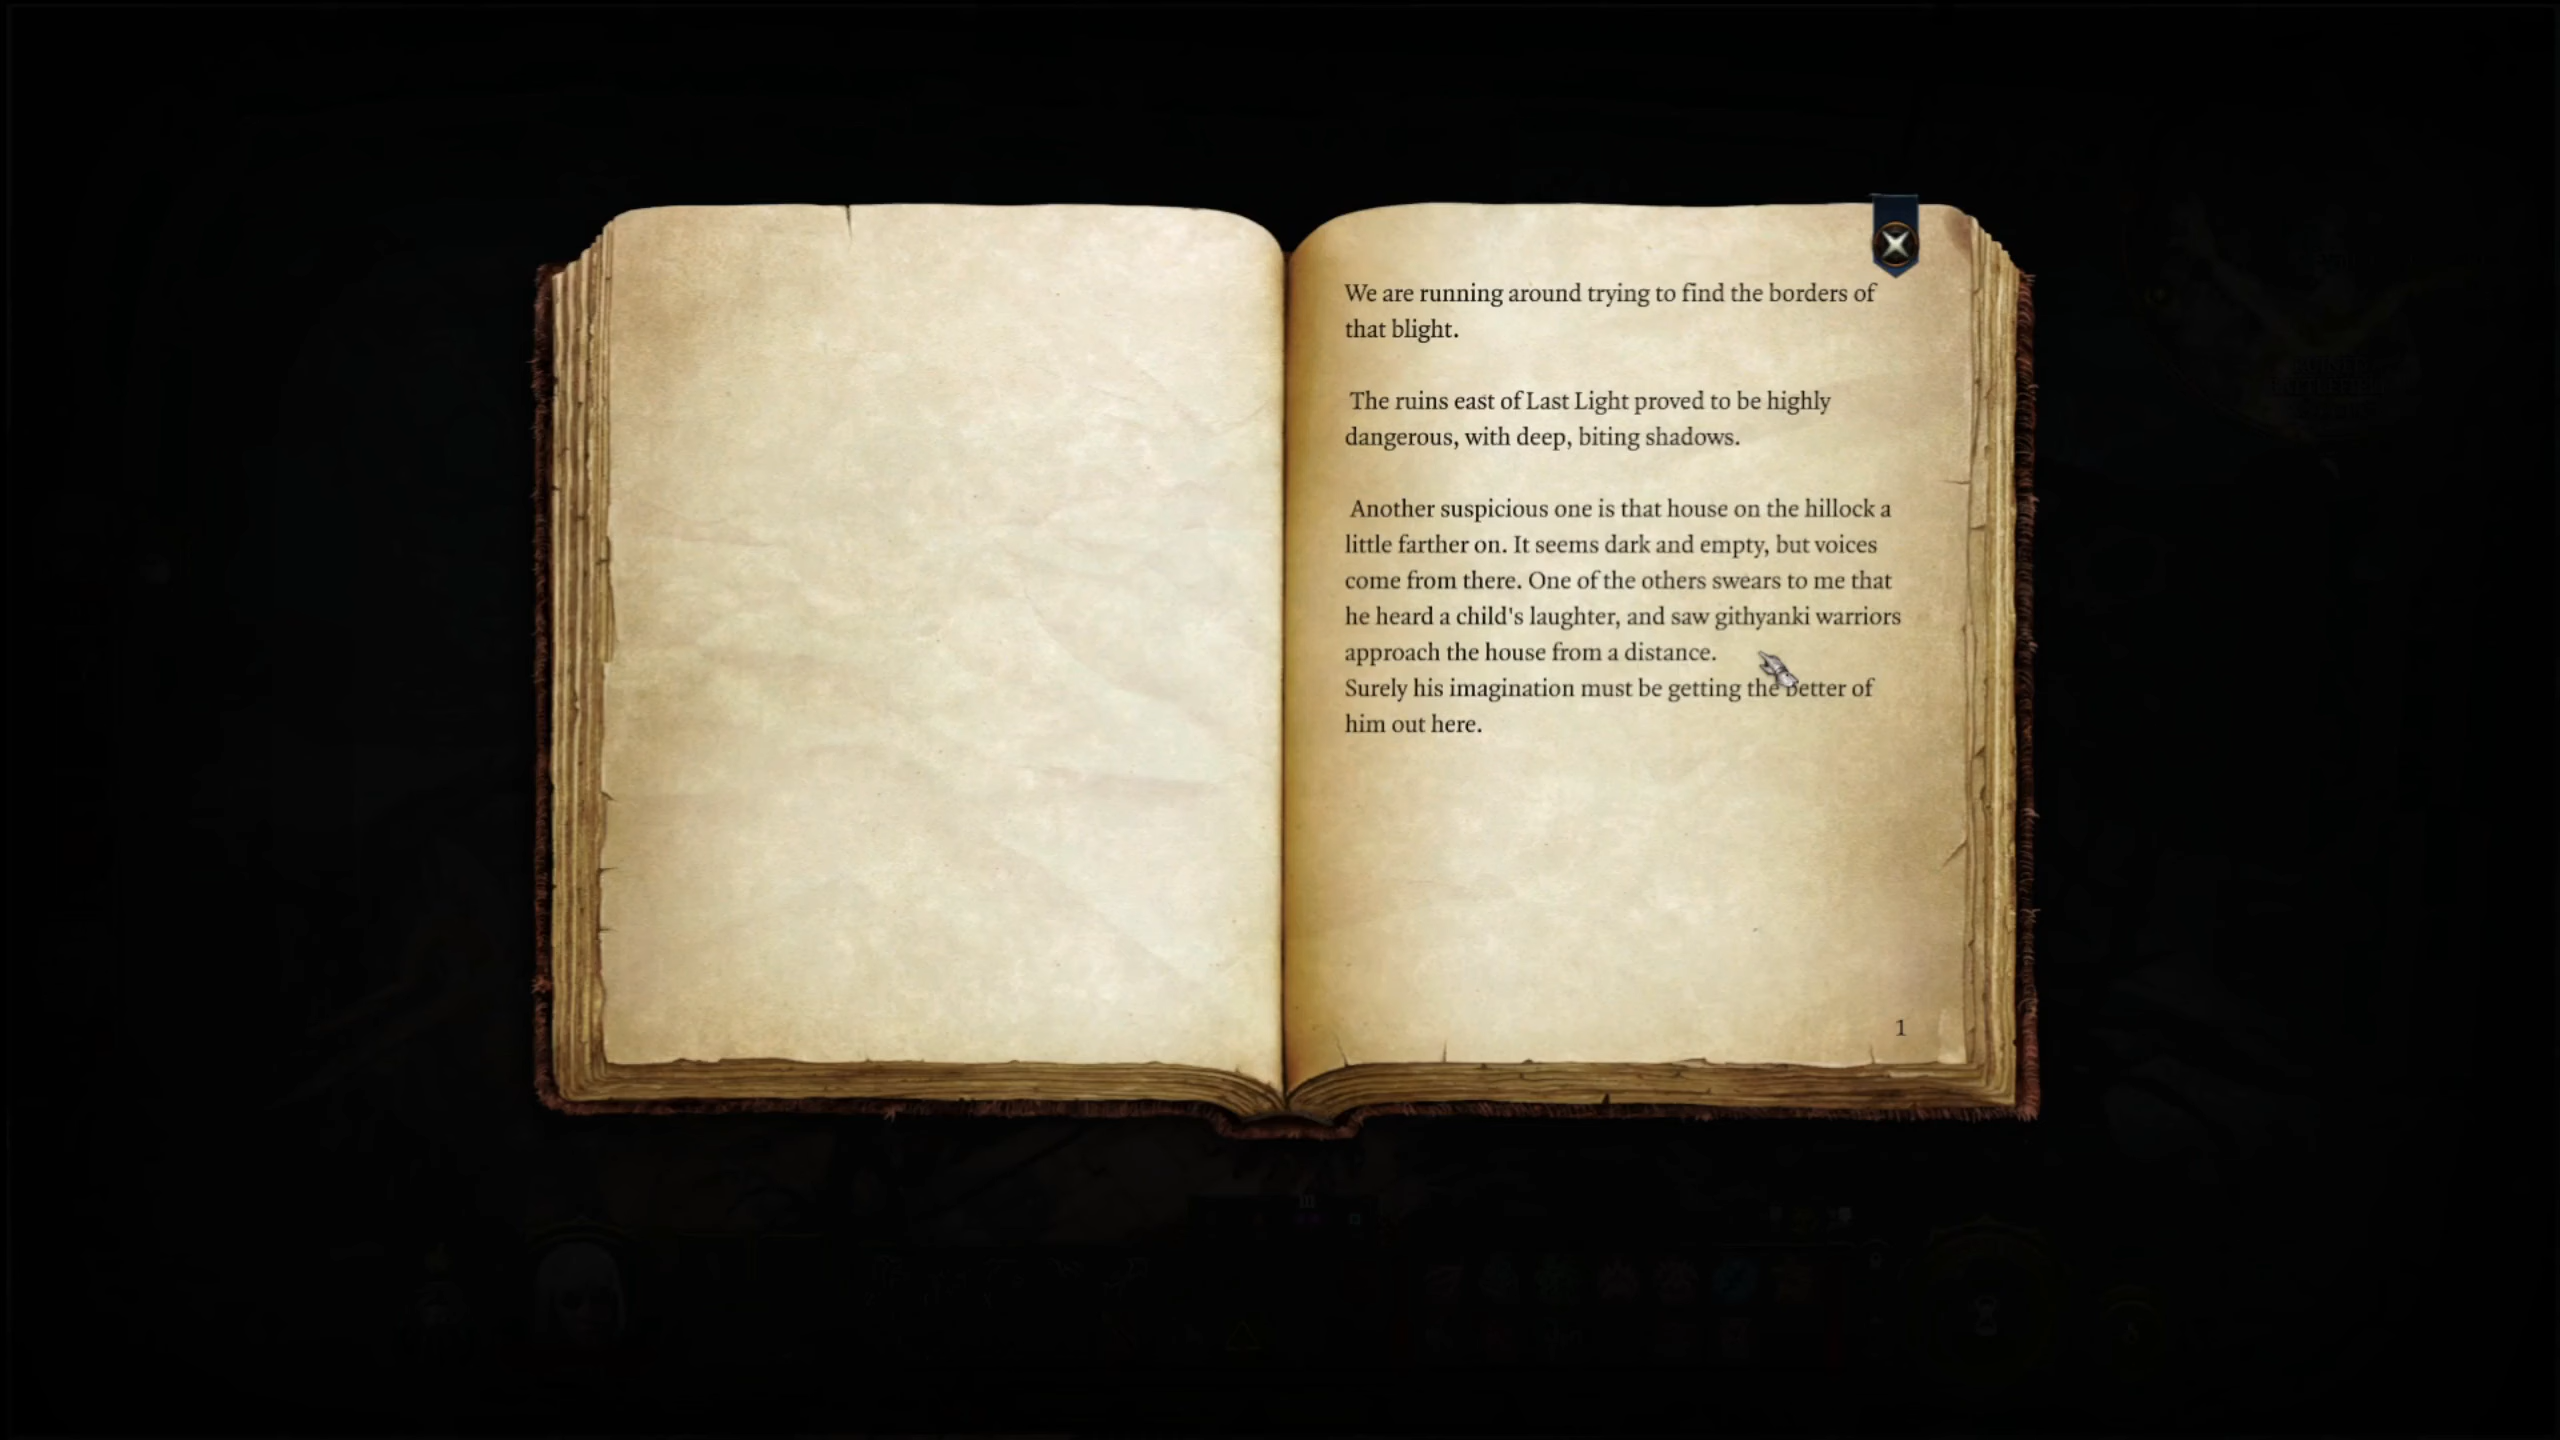 We are running around trying to find the borders of
that blight.
The ruins east of Last Light proved to be highly
dangerous, with deep, biting shadows.
Another suspicious one is that house on the hillock a
little farther on. It seems dark and empty, but voices
come from there. One of the others swears to me that
he heard a child's laughter, and saw githyanki warriors
approach the house from a distance.
Surely his imagination must be getting the better of
him out here.
1